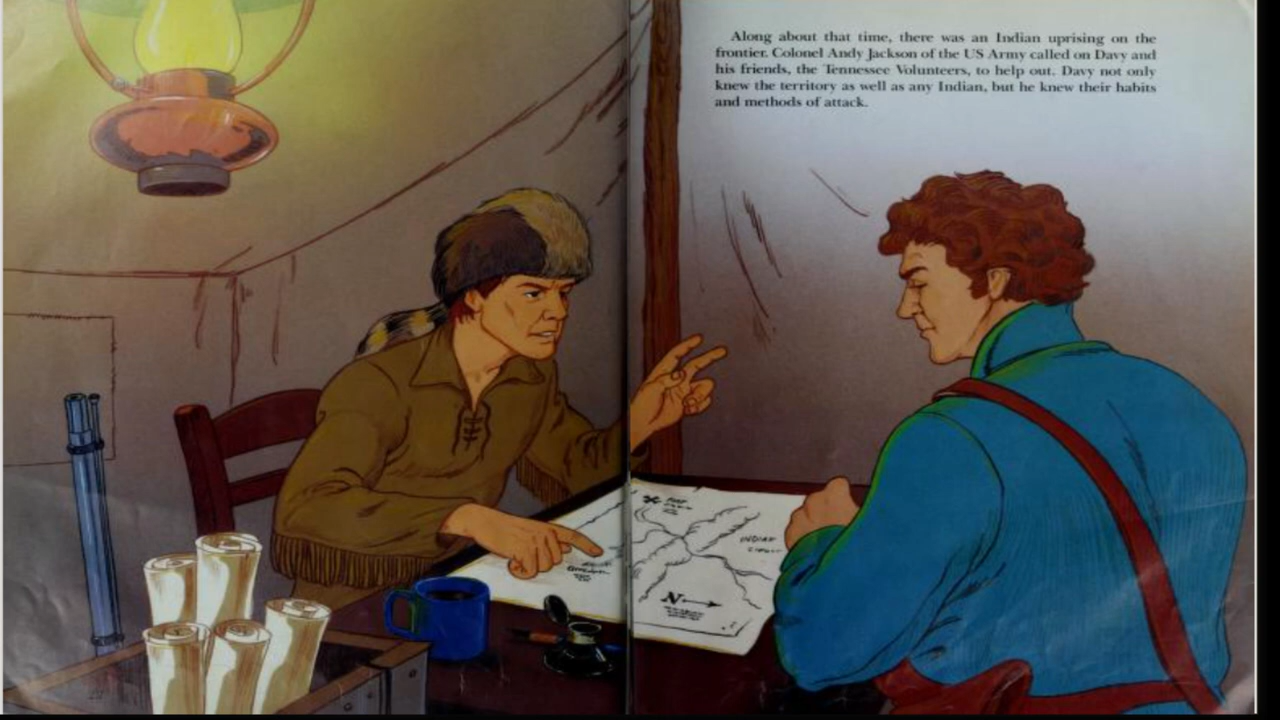 Along about that time, there was an Indian uprising on the
frontier. Colonel Andy Jackson of the US Army called on Davy and
his friends, the Tennessee Volunteers, to help out. Davy not only
knew the territory as well as any Indian, but he knew their habits
and methods of attack.
INDIAN
N